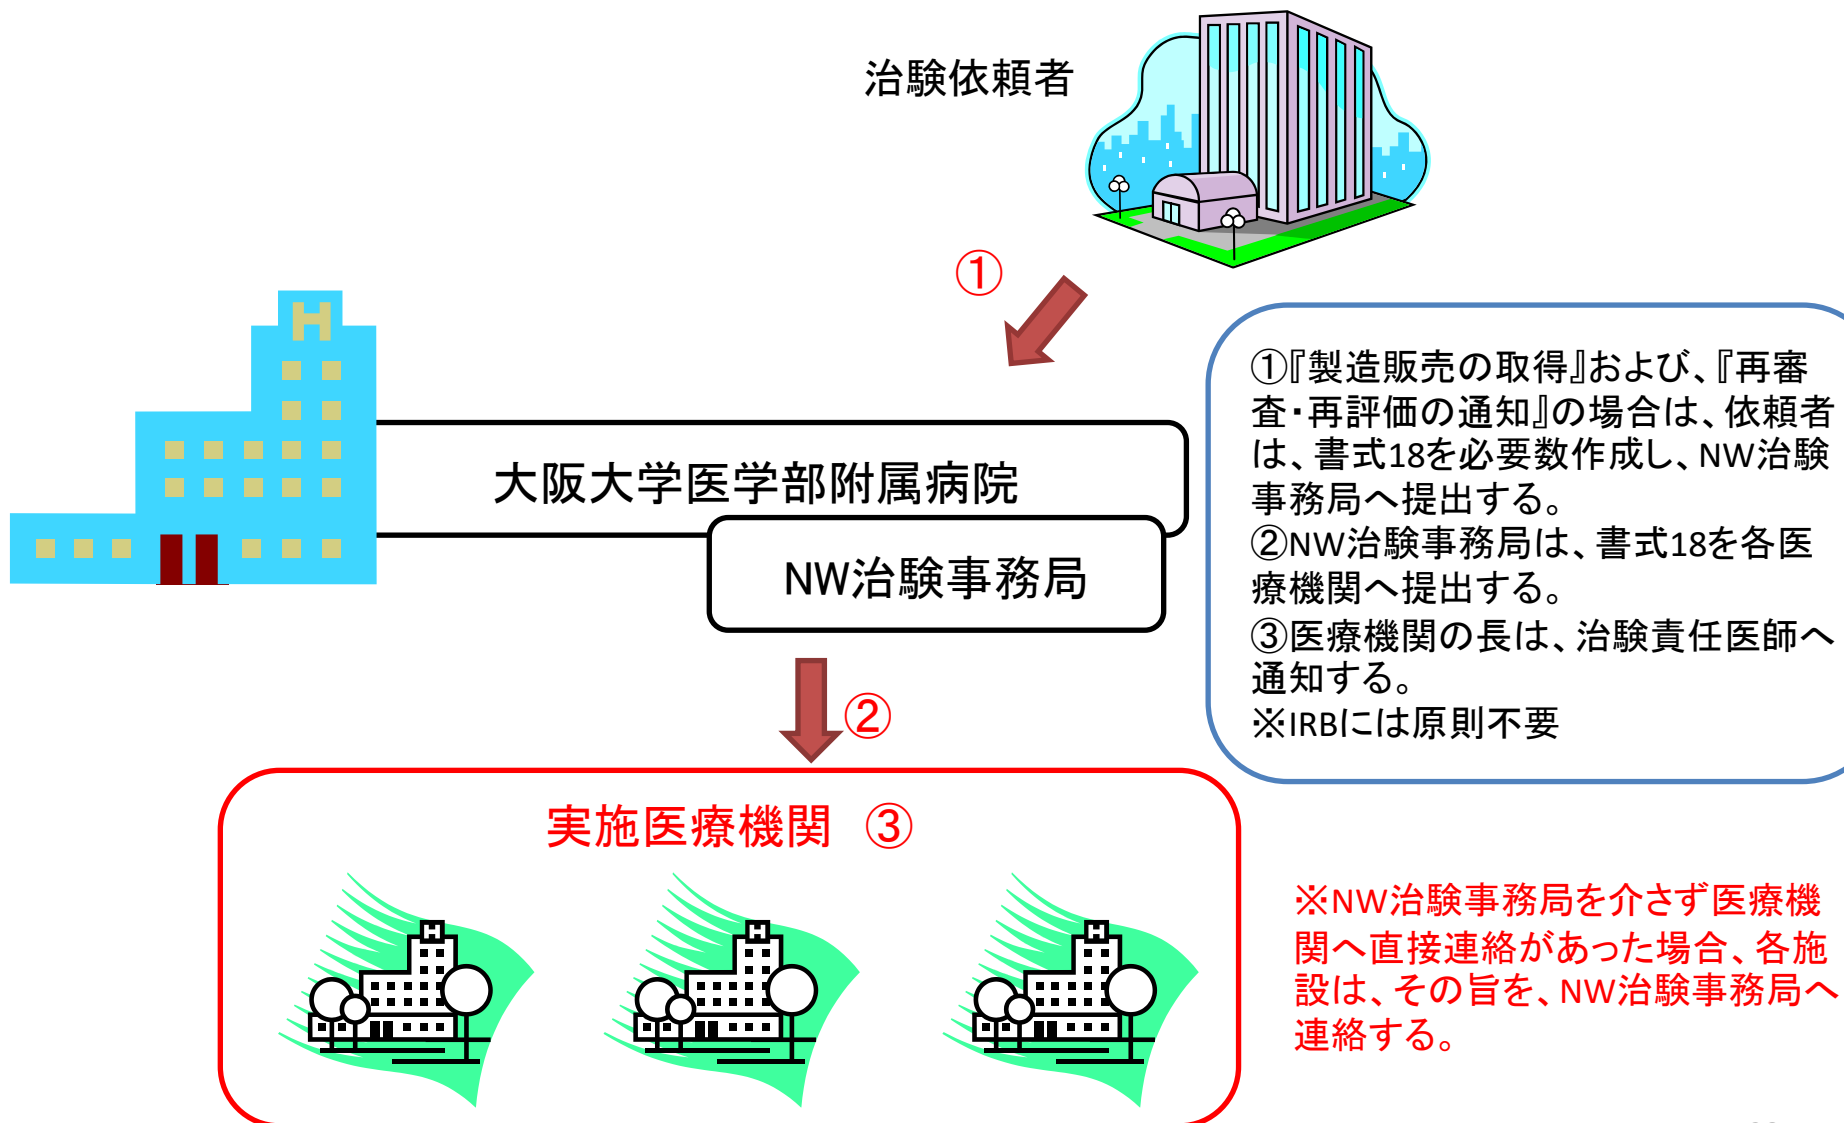 治験依頼者
①
①『製造販売の取得』および、『再審
査・再評価の通知』の場合は、依頼者
は、書式18を必要数作成し、NW治験
事務局へ提出する。
②NW治験事務局は、書式18を各医
療機関へ提出する。
③医療機関の長は、治験責任医師へ
通知する。
※IRBには原則不要
H
大阪大学医学部附属病院
NW治験事務局
②
実施医療機関 ③
H
H
H
※NW治験事務局を介さず医療機
関へ直接連絡があった場合、各施
設は、その旨を、NW治験事務局へ
連絡する。